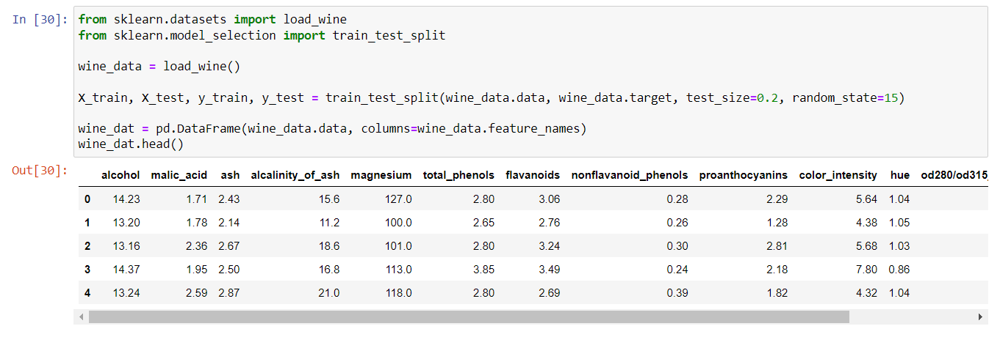 In [30]: from sklearn.datasets import load_wine
from sklearn.model_selection import train_test_split
wine_data = load_wine()
X_train, X_test, y_train, y_test = train_test_split(wine_data.data, wine_data.target, test_size=0.2, random_state=15)
wine_dat = pd.DataFrame(wine_data.data, columns=wine_data.feature_names)
wine_dat.head()
Out[30]:
alcohol malic_acid ash alcalinity_of_ash magnesium total_phenols flavanoids nonflavanoid_phenols proanthocyanins color_intensity hue od280/od315_
0 14.23 1.71 2.43 15.6 127.0 2.80 3.06 0.28 2.29 5.64 1.04
1 13.20 1.78 2.14 11.2 100.0 2.65 2.76 0.26 1.28 4.38 1.05
2 13.16 2.36 2.67 18.6 101.0 2.80 3.24 0.30 2.81 5.68 1.03
3 14.37 1.95 2.50 16.8 113.0 3.85 3.49 0.24 2.18 7.80 0.86
4 13.24 2.59 2.87 21.0 118.0 2.80 2.69 0.39 1.82 4.32 1.04